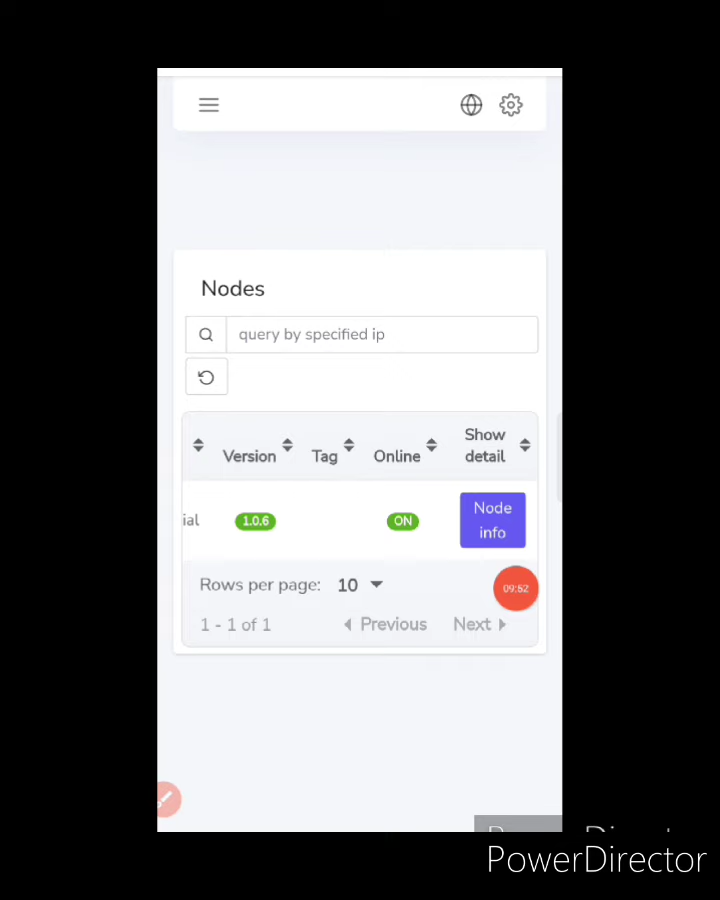 Nodes
query by specified ip
Version Tag Online Show detail
ial 1.0.6 ON Node info
Rows per page: 10
09:52
1 - 1 of 1 Previous Next
PowerDirector